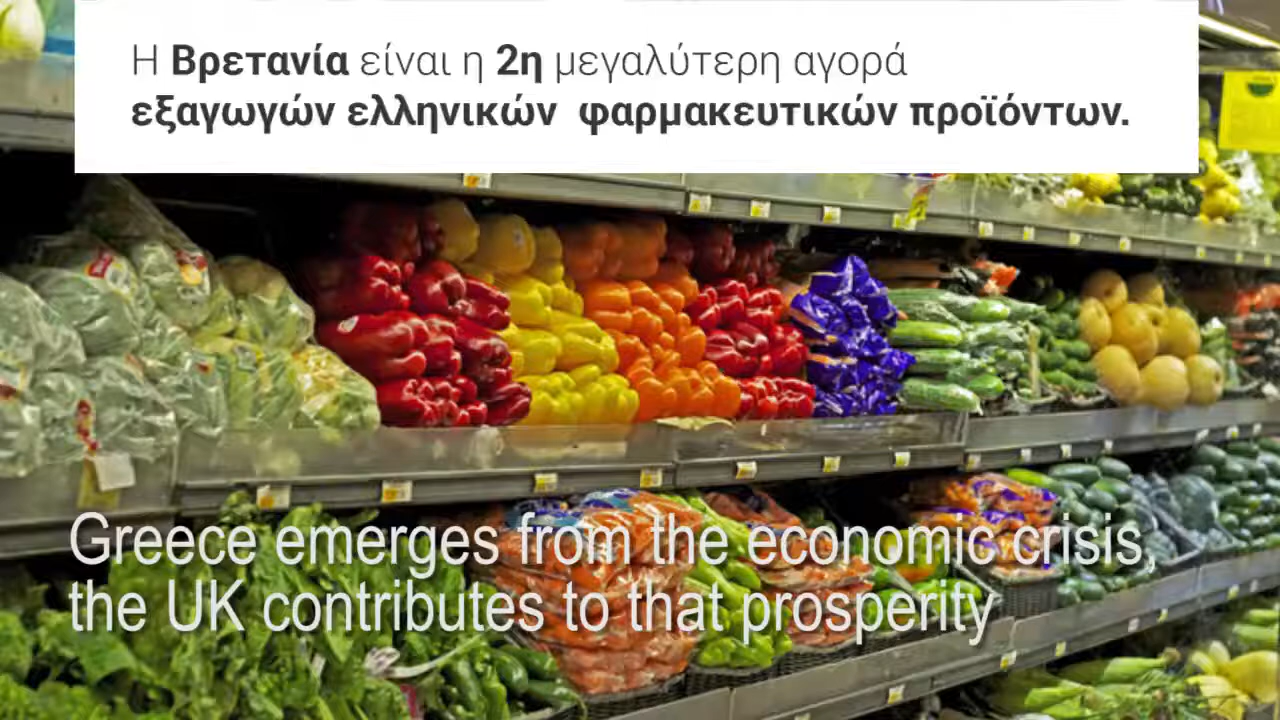 Η Βρετανία είναι η 2η μεγαλύτερη αγορά
εξαγωγών ελληνικών φαρμακευτικών προϊόντων.
Greece emerges from the economic crisis,
the UK contributes to that prosperity